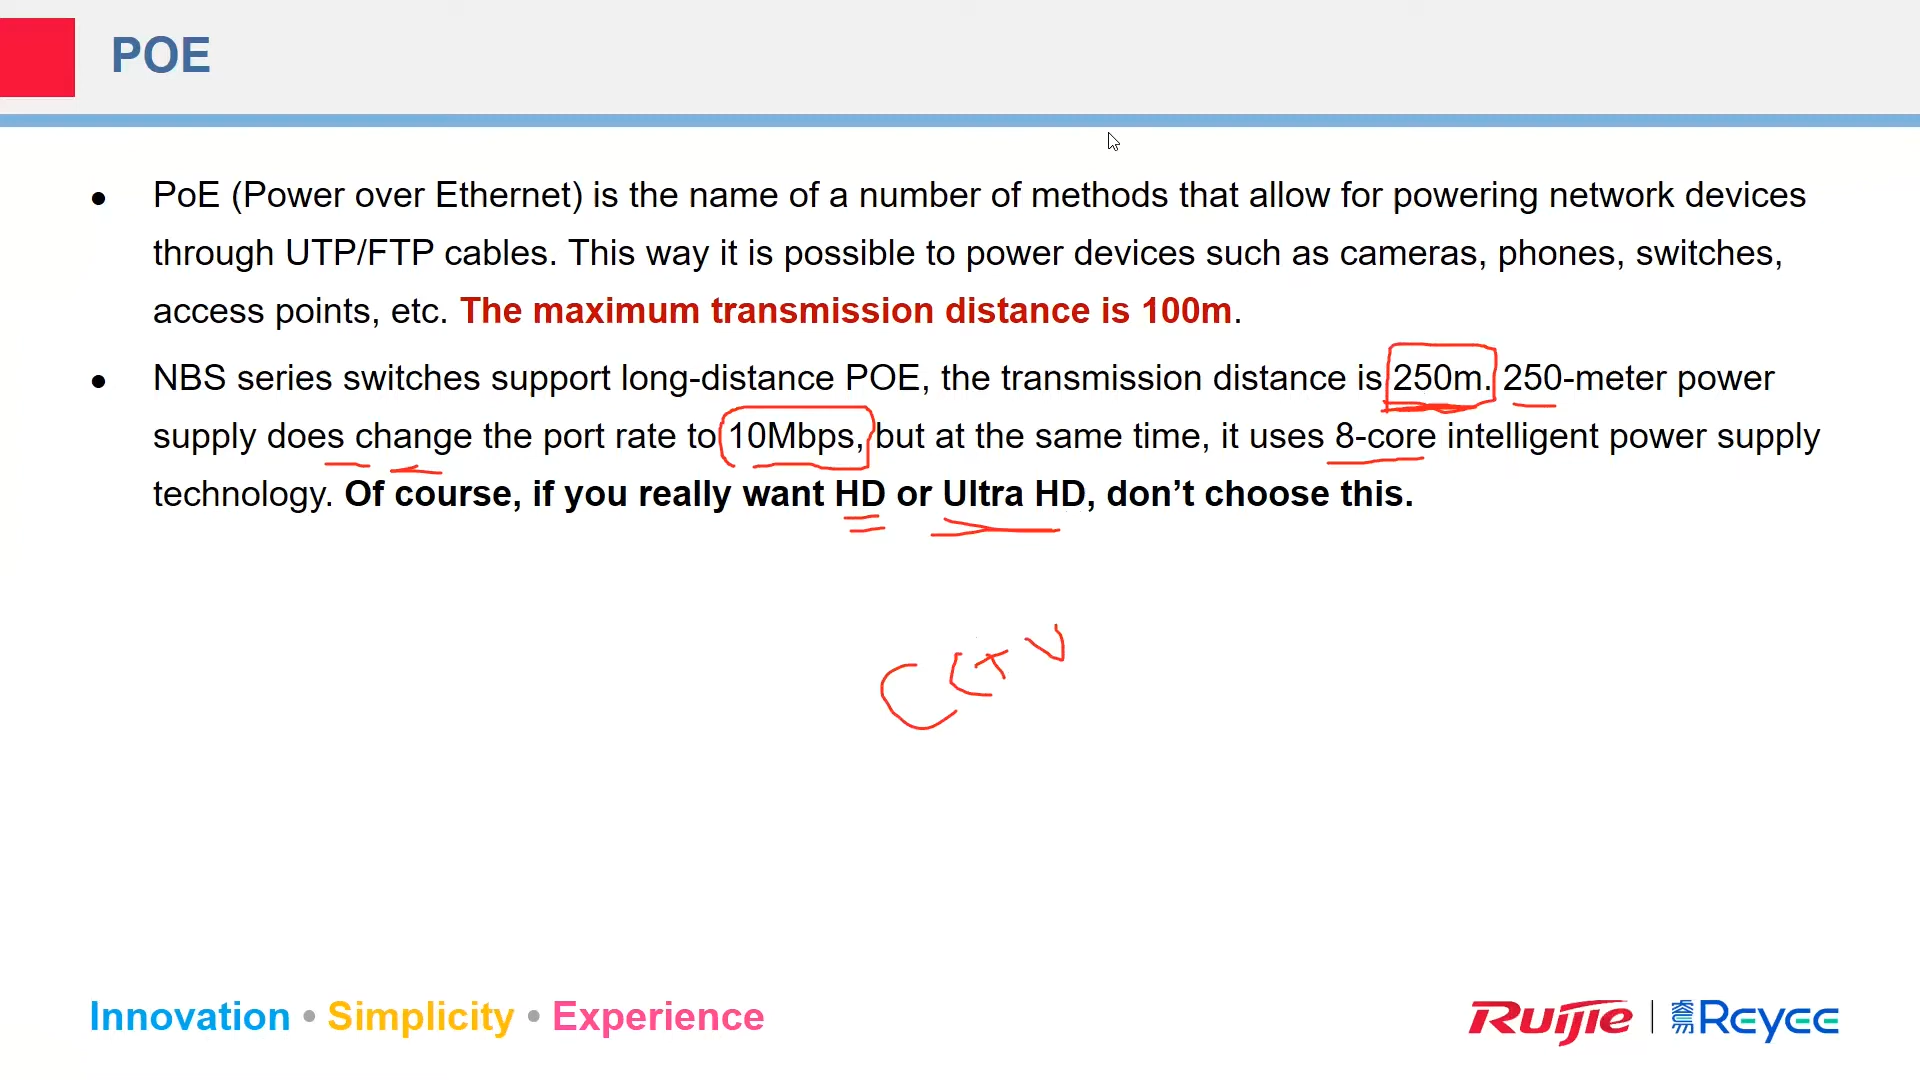 POE
● PoE (Power over Ethernet) is the name of a number of methods that allow for powering network devices
through UTP/FTP cables. This way it is possible to power devices such as cameras, phones, switches,
access points, etc. The maximum transmission distance is 100m.
● NBS series switches support long-distance POE, the transmission distance is 250m. 250-meter power
supply does change the port rate to 10Mbps, but at the same time, it uses 8-core intelligent power supply
technology. Of course, if you really want HD or Ultra HD, don’t choose this.
CCTV
Innovation • Simplicity • Experience
Ruijie | 睿易 Reyee